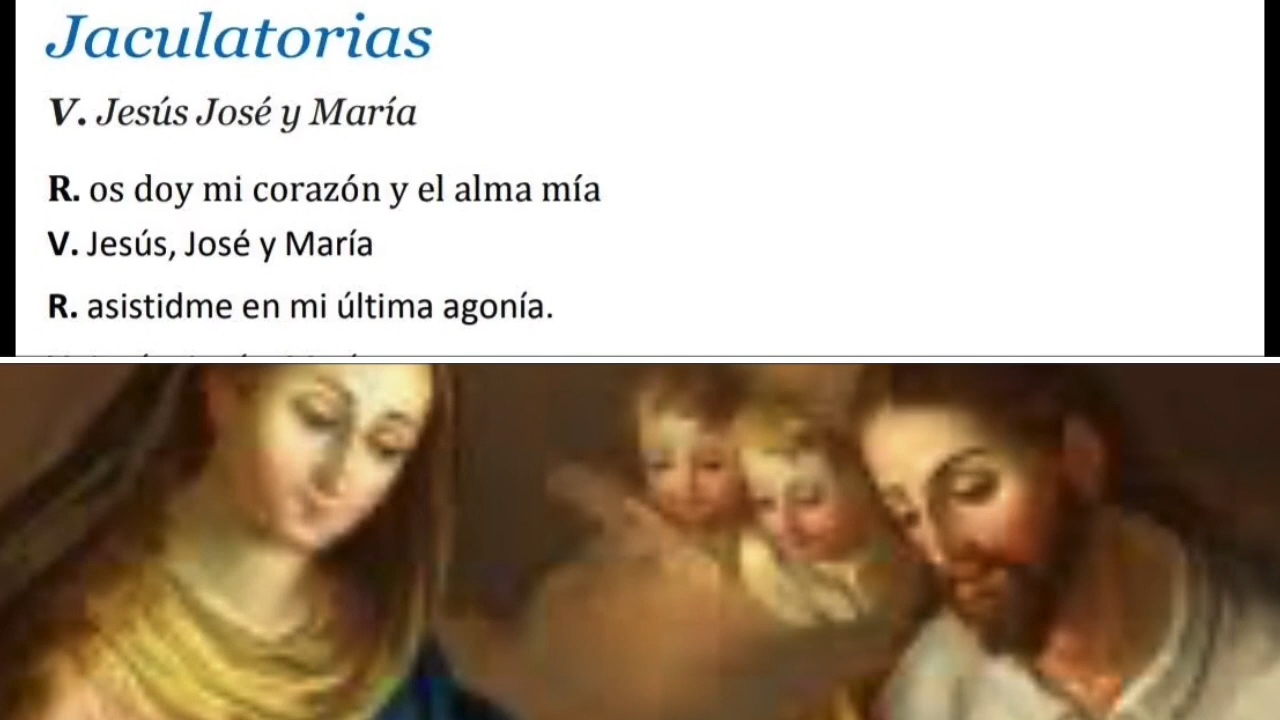 Jaculatorias
V. Jesús José y María
R. os doy mi corazón y el alma mía
V. Jesús, José y María
R. asistidme en mi última agonía.